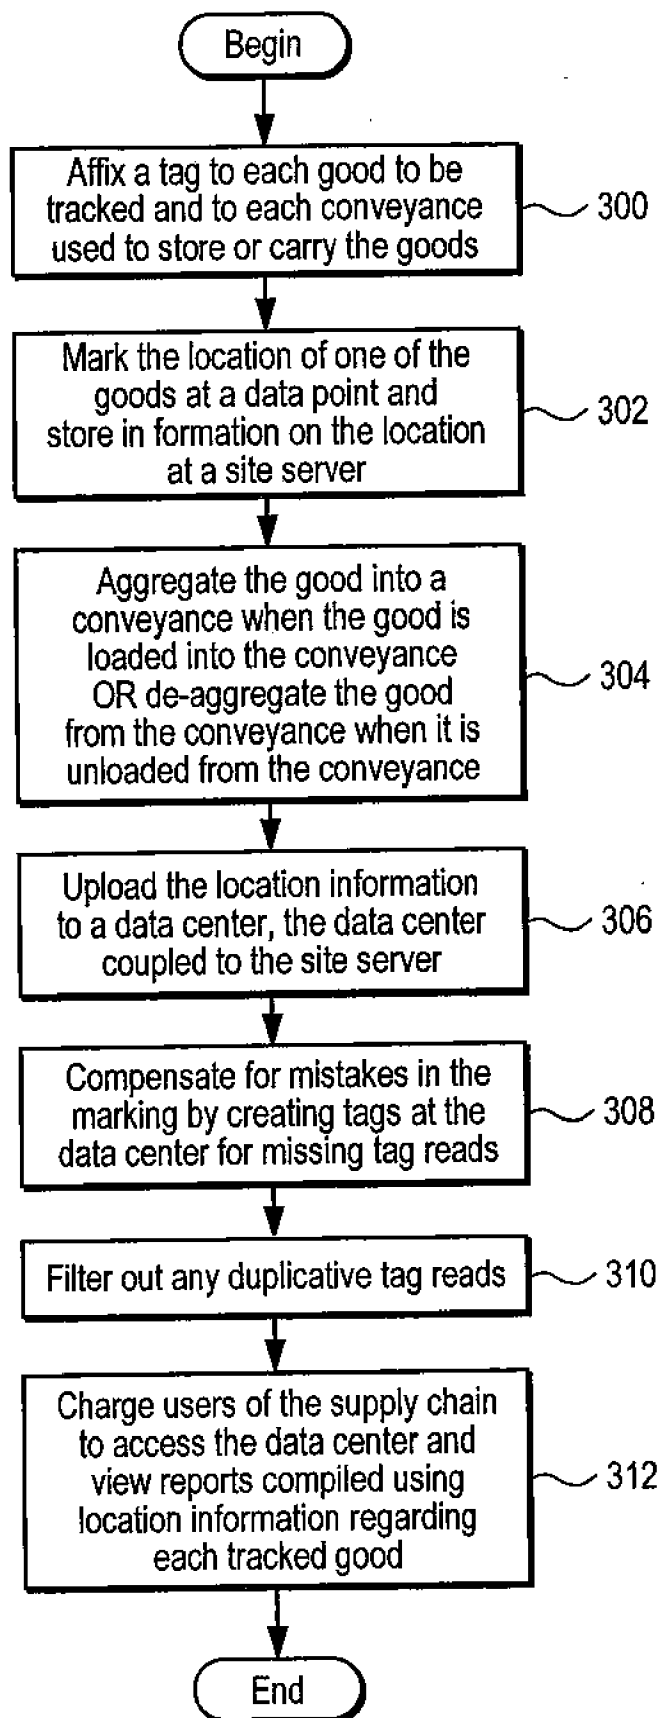 Begin
Affix a tag to each good to be
tracked and to each conveyance
used to store or carry the goods
300
Mark the location of one of the
goods at a data point and
store in formation on the location
at a site server
302
Aggregate the good into a
conveyance when the good is
loaded into the conveyance
OR de-aggregate the good
from the conveyance when it is
unloaded from the conveyance
304
Upload the location information
to a data center, the data center
coupled to the site server
306
Compensate for mistakes in the
marking by creating tags at the
data center for missing tag reads
308
Filter out any duplicative tag reads
310
Charge users of the supply chain
to access the data center and
view reports compiled using
location information regarding
each tracked good
312
End